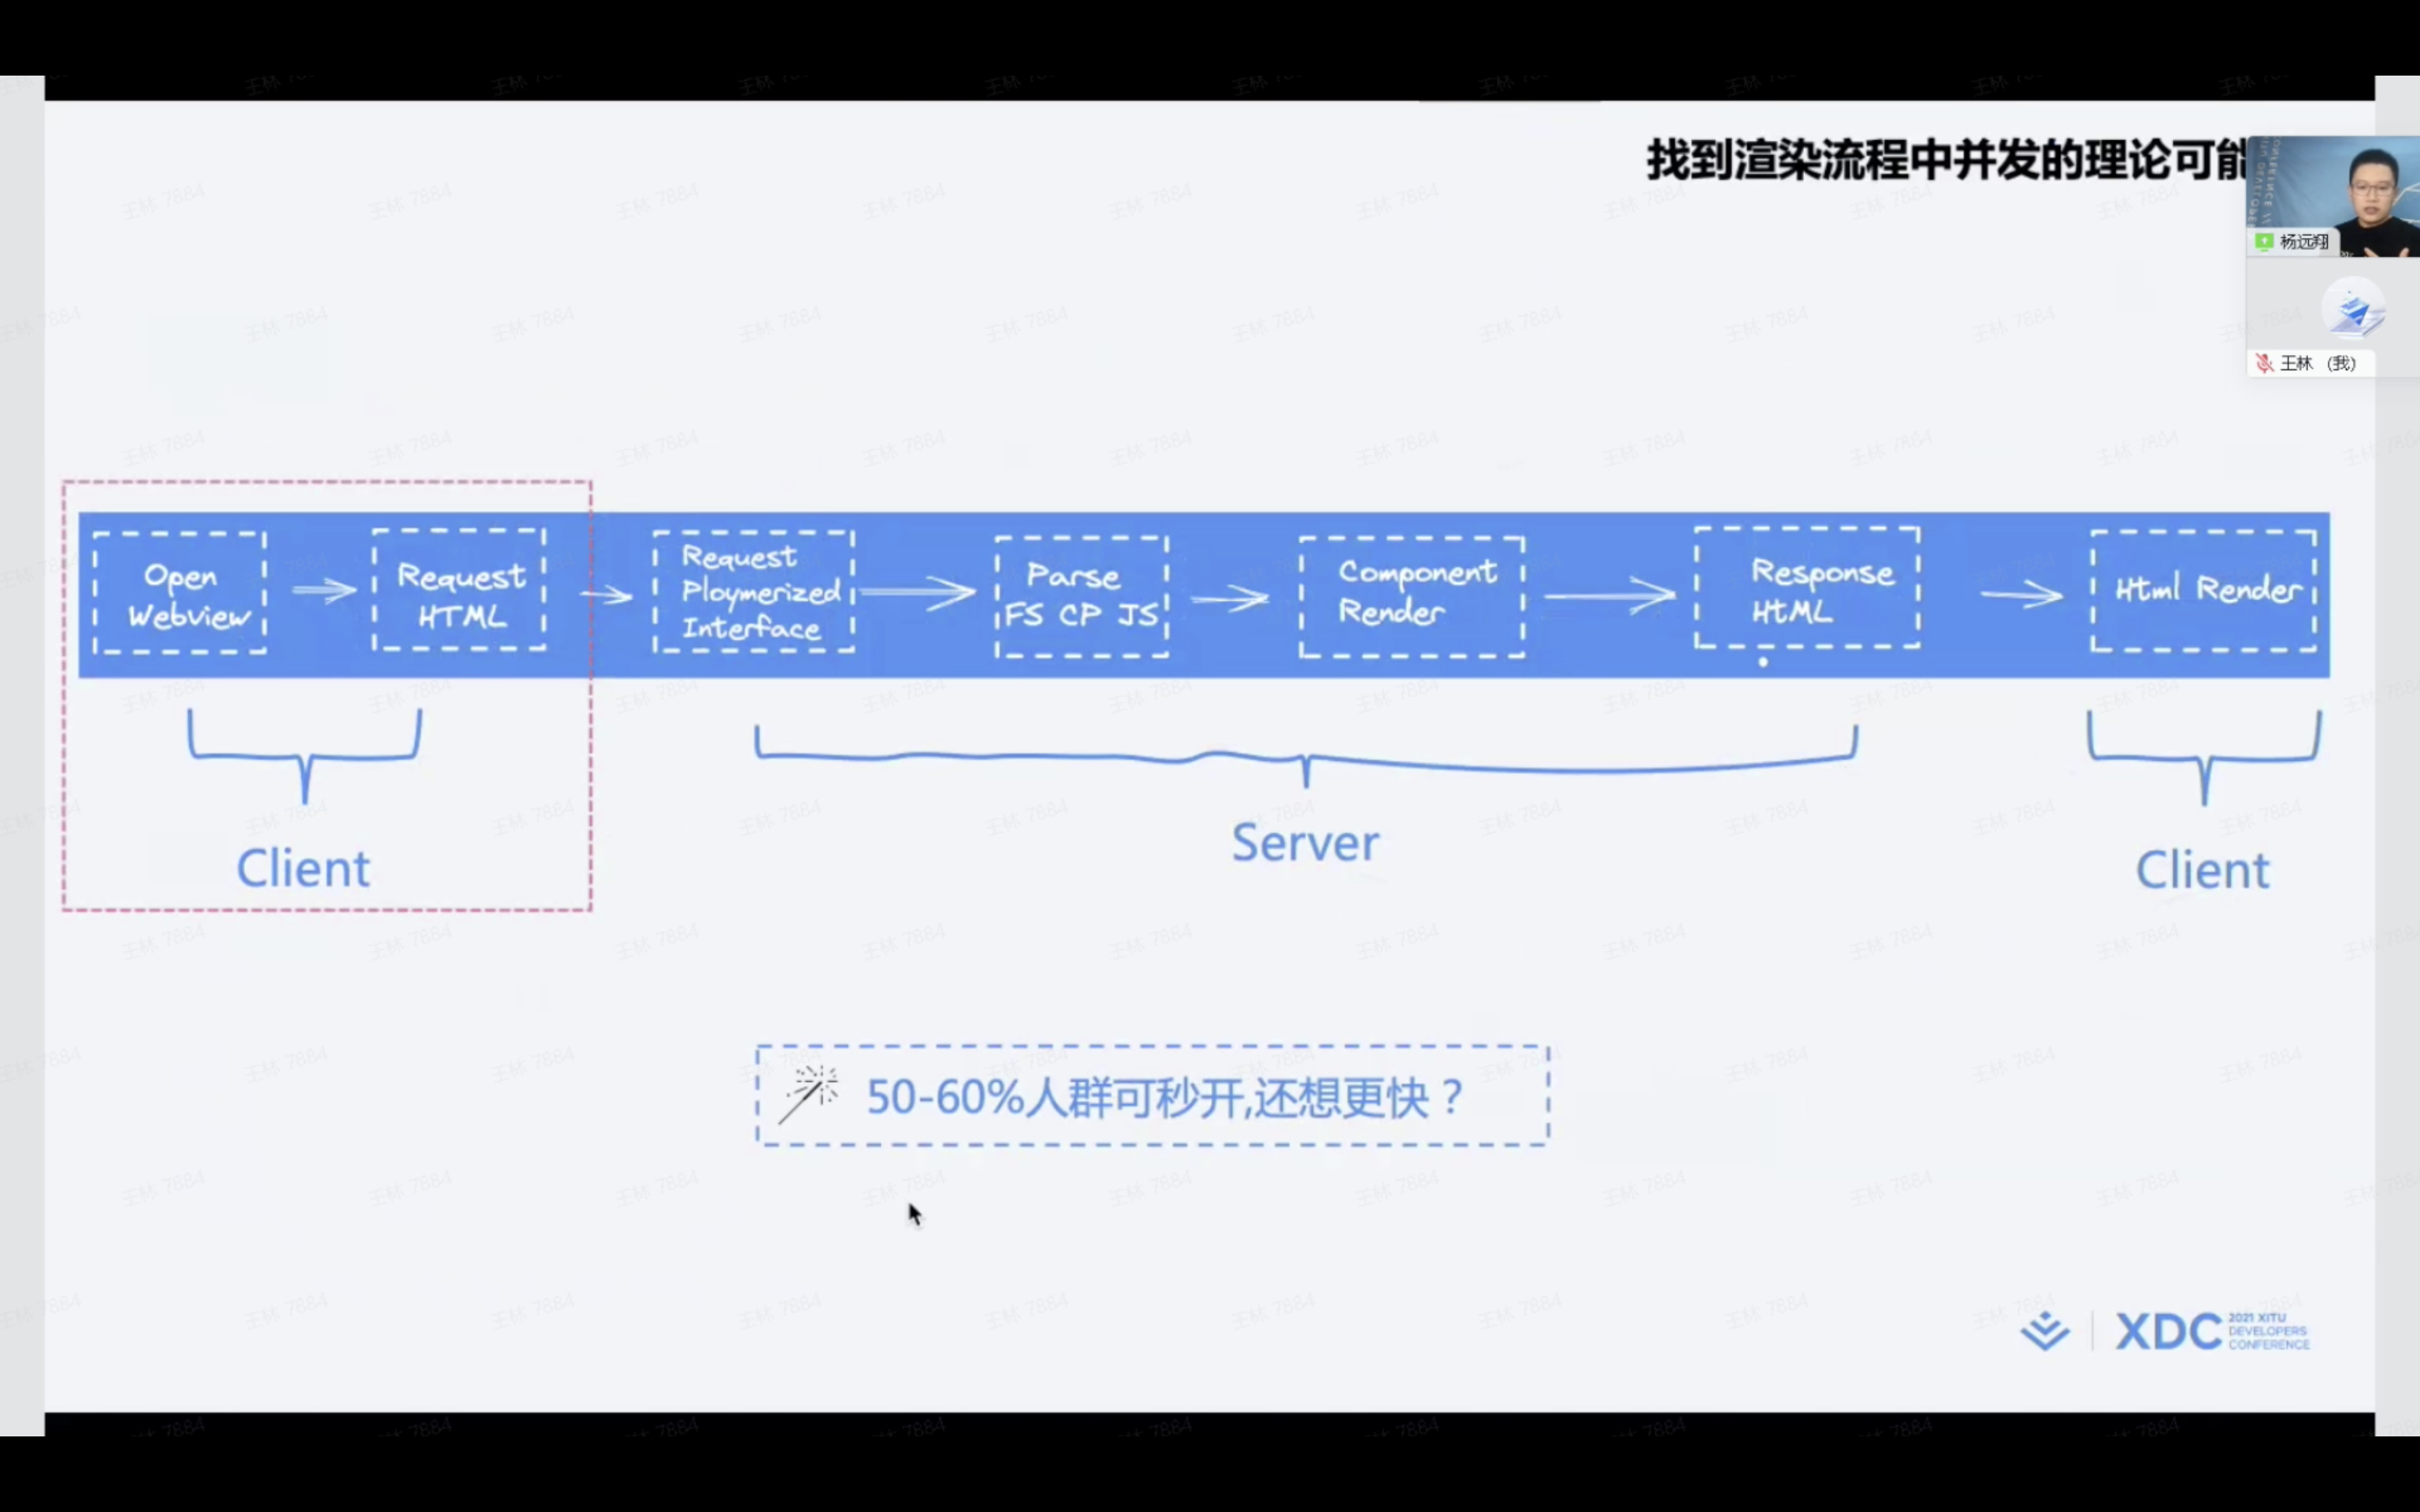 找到渲染流程中并发的理论可能
杨远翔
王林 (我)
Open
Webview
Request
HTML
Request
Ploymerized
Interface
Parse
FS CP JS
Component
Render
Response
HTML
Html Render
Client
Server
Client
50-60%人群可秒开,还想更快？
XDC
2021 XITU
DEVELOPERS
CONFERENCE
王林 7884